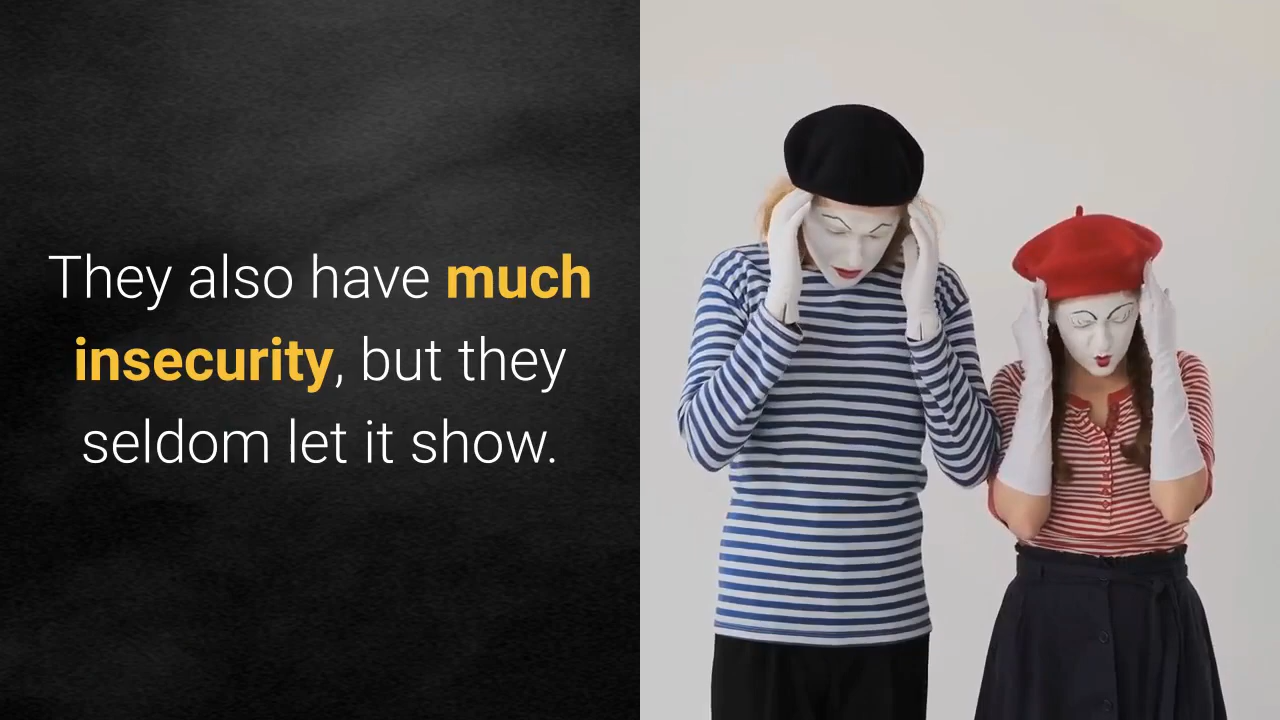 They also have much
insecurity, but they
seldom let it show.